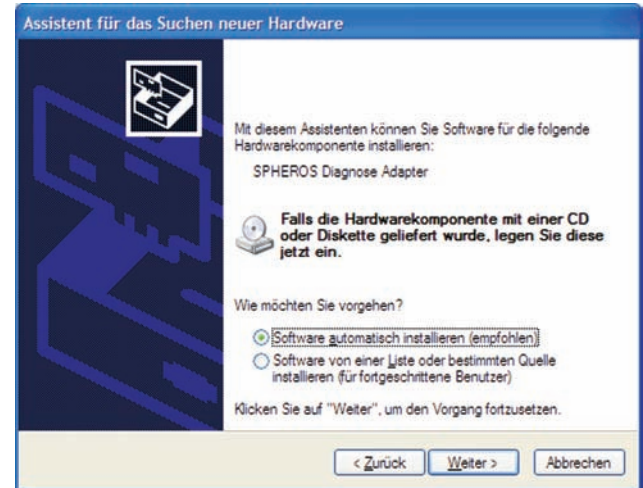 Assistent für das Suchen neuer Hardware
Mit diesem Assistenten können Sie Software für die folgende
Hardwarekomponente installieren:
SPHEROS Diagnose Adapter
Falls die Hardwarekomponente mit einer CD
oder Diskette geliefert wurde, legen Sie diese
jetzt ein.
Wie möchten Sie vorgehen?
Software automatisch installieren (empfohlen)
Software von einer Liste oder bestimmten Quelle
installieren (für fortgeschrittene Benutzer)
Klicken Sie auf "Weiter", um den Vorgang fortzusetzen.
< Zurück Weiter > Abbrechen